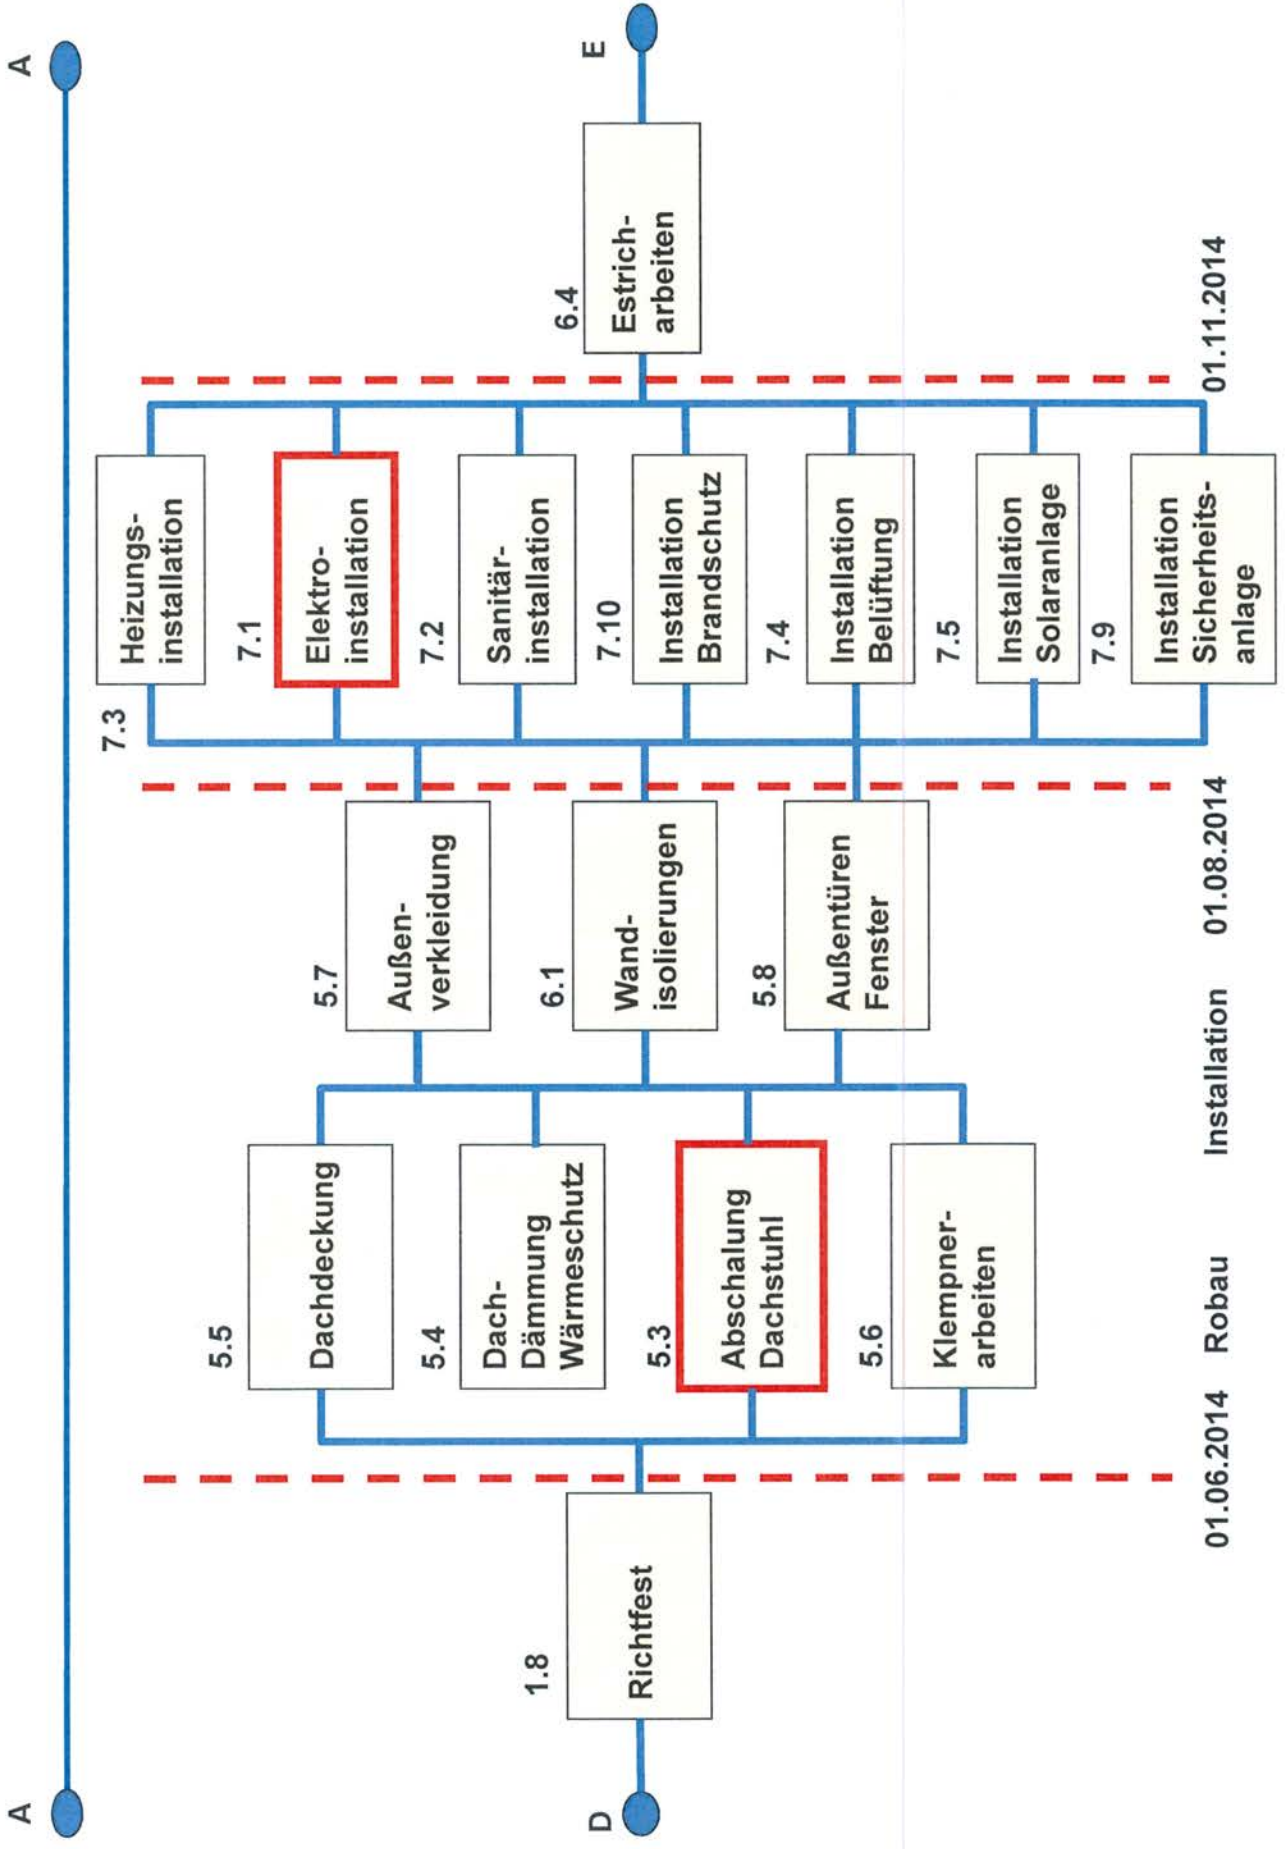 A
A
D
1.8
Richtfest
5.5
Dachdeckung
5.4
Dach-
Dämmung
Wärmeschutz
5.3
Abschalung
Dachstuhl
5.6
Klempner-
arbeiten
5.7
Außen-
verkleidung
6.1
Wand-
isolierungen
5.8
Außentüren
Fenster
7.3
Heizungs-
installation
7.1
Elektro-
installation
7.2
Sanitär-
installation
7.10
Installation
Brandschutz
7.4
Installation
Belüftung
7.5
Installation
Solaranlage
7.9
Installation
Sicherheits-
anlage
6.4
Estrich-
arbeiten
E
01.06.2014 Robau Installation 01.08.2014 01.11.2014